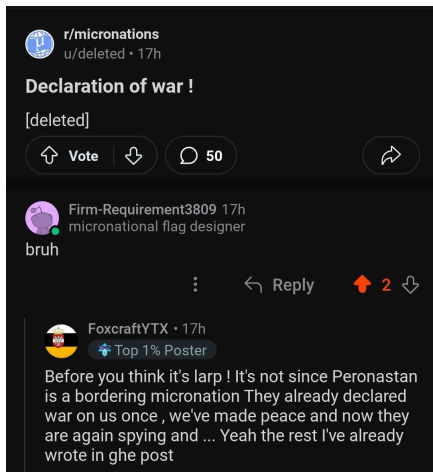 r/micronations
u/deleted • 17h
Declaration of war !
[deleted]
Vote
50
Firm-Requirement3809 17h
micronational flag designer
bruh
Reply
2
FoxcraftYTX • 17h
Top 1% Poster
Before you think it's larp ! It's not since Peronastan
is a bordering micronation They already declared
war on us once , we've made peace and now they
are again spying and ... Yeah the rest I've already
wrote in ghe post